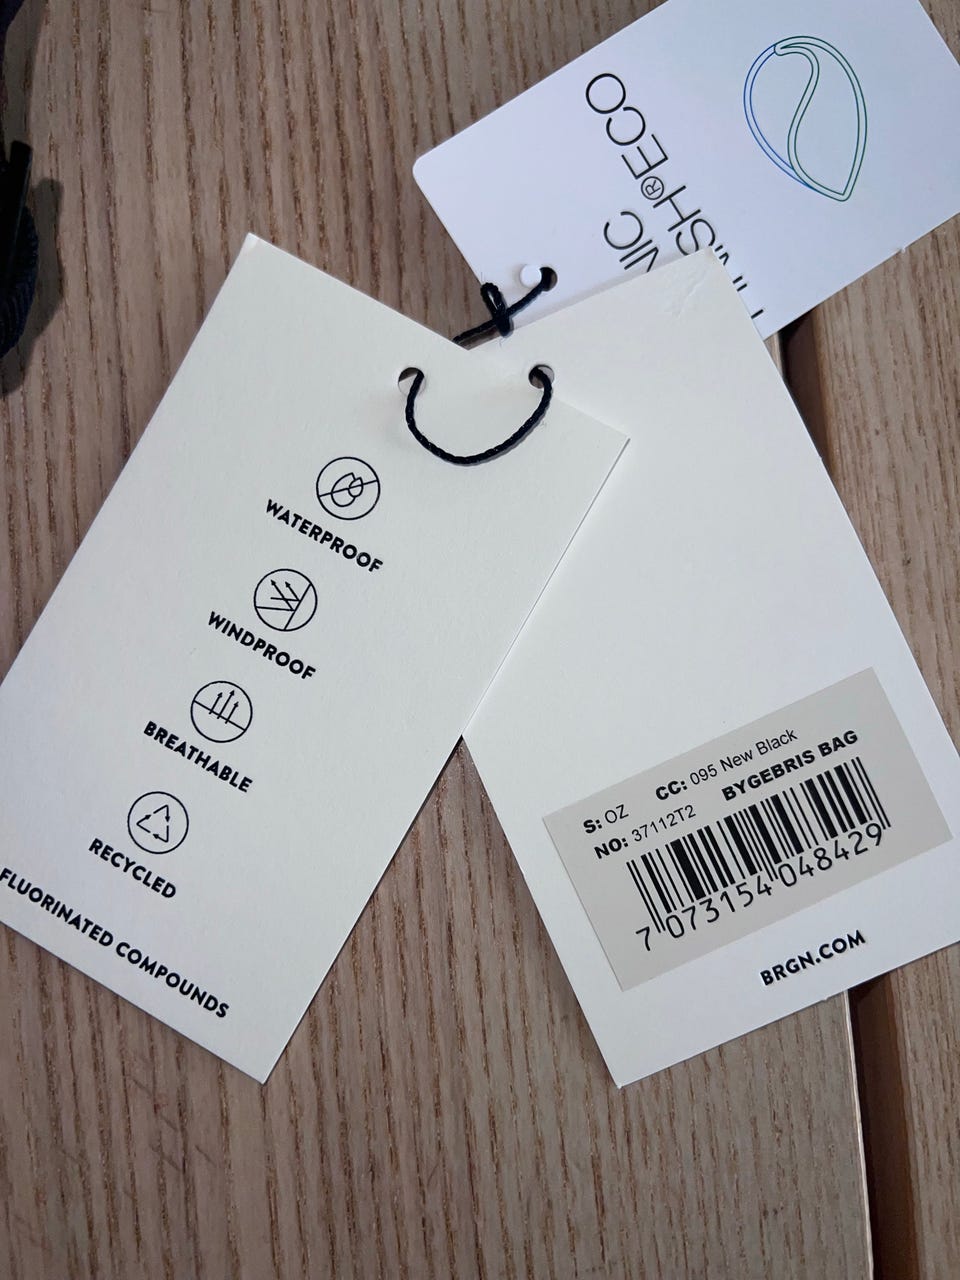 ECO
WATERPROOF
WINDPROOF
BREATHABLE
RECYCLED
FLUORINATED COMPOUNDS
S: OZ CC: 095 New Black
NO: 37112T2 BYGEBRIS BAG
7 073154 048429
BRGN.COM